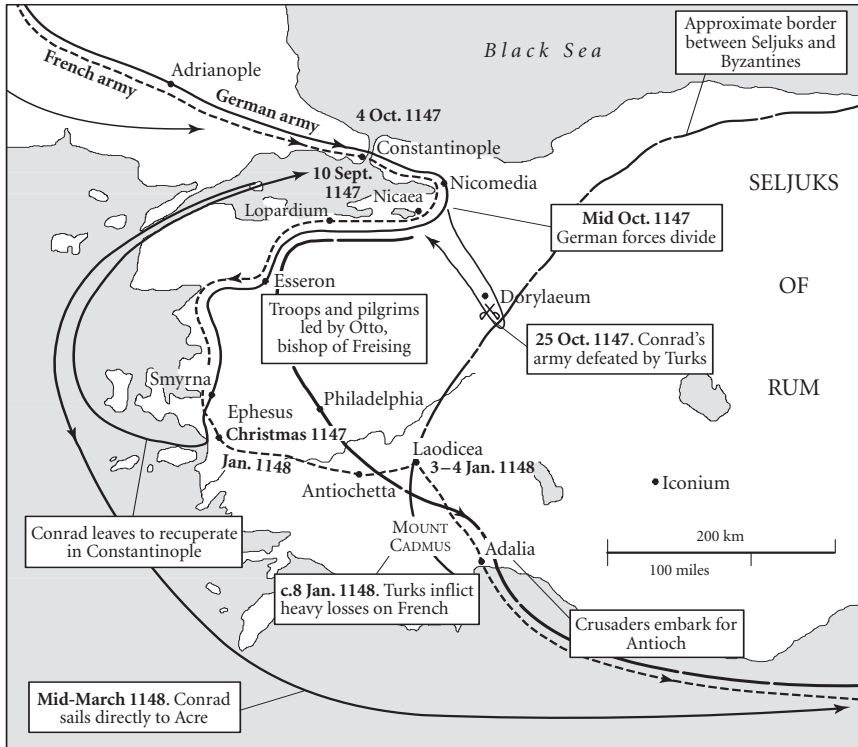 Approximate border
between Seljuks and
Byzantines
Black Sea
Adrianople
French army
German army
4 Oct. 1147
Constantinople
10 Sept.
1147
Nicomedia
Nicaea
Lopardium
SELJUKS
OF
RUM
Mid Oct. 1147
German forces divide
Esseron
Dorylaeum
Troops and pilgrims
led by Otto,
bishop of Freising
25 Oct. 1147. Conrad’s
army defeated by Turks
Smyrna
Philadelphia
Ephesus
Christmas 1147
Jan. 1148
Laodicea
3–4 Jan. 1148
Antiochetta
Iconium
Conrad leaves to recuperate
in Constantinople
MOUNT
CADMUS
Adalia
200 km
100 miles
c.8 Jan. 1148. Turks inflict
heavy losses on French
Crusaders embark for
Antioch
Mid-March 1148. Conrad
sails directly to Acre